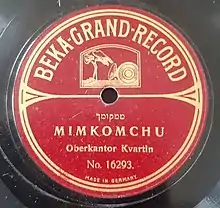 BEKA-GRAND-RECORD
ממקומך
MIMKOMCHU
Oberkantor Kvartin
No. 16293.
MADE IN GERMANY.